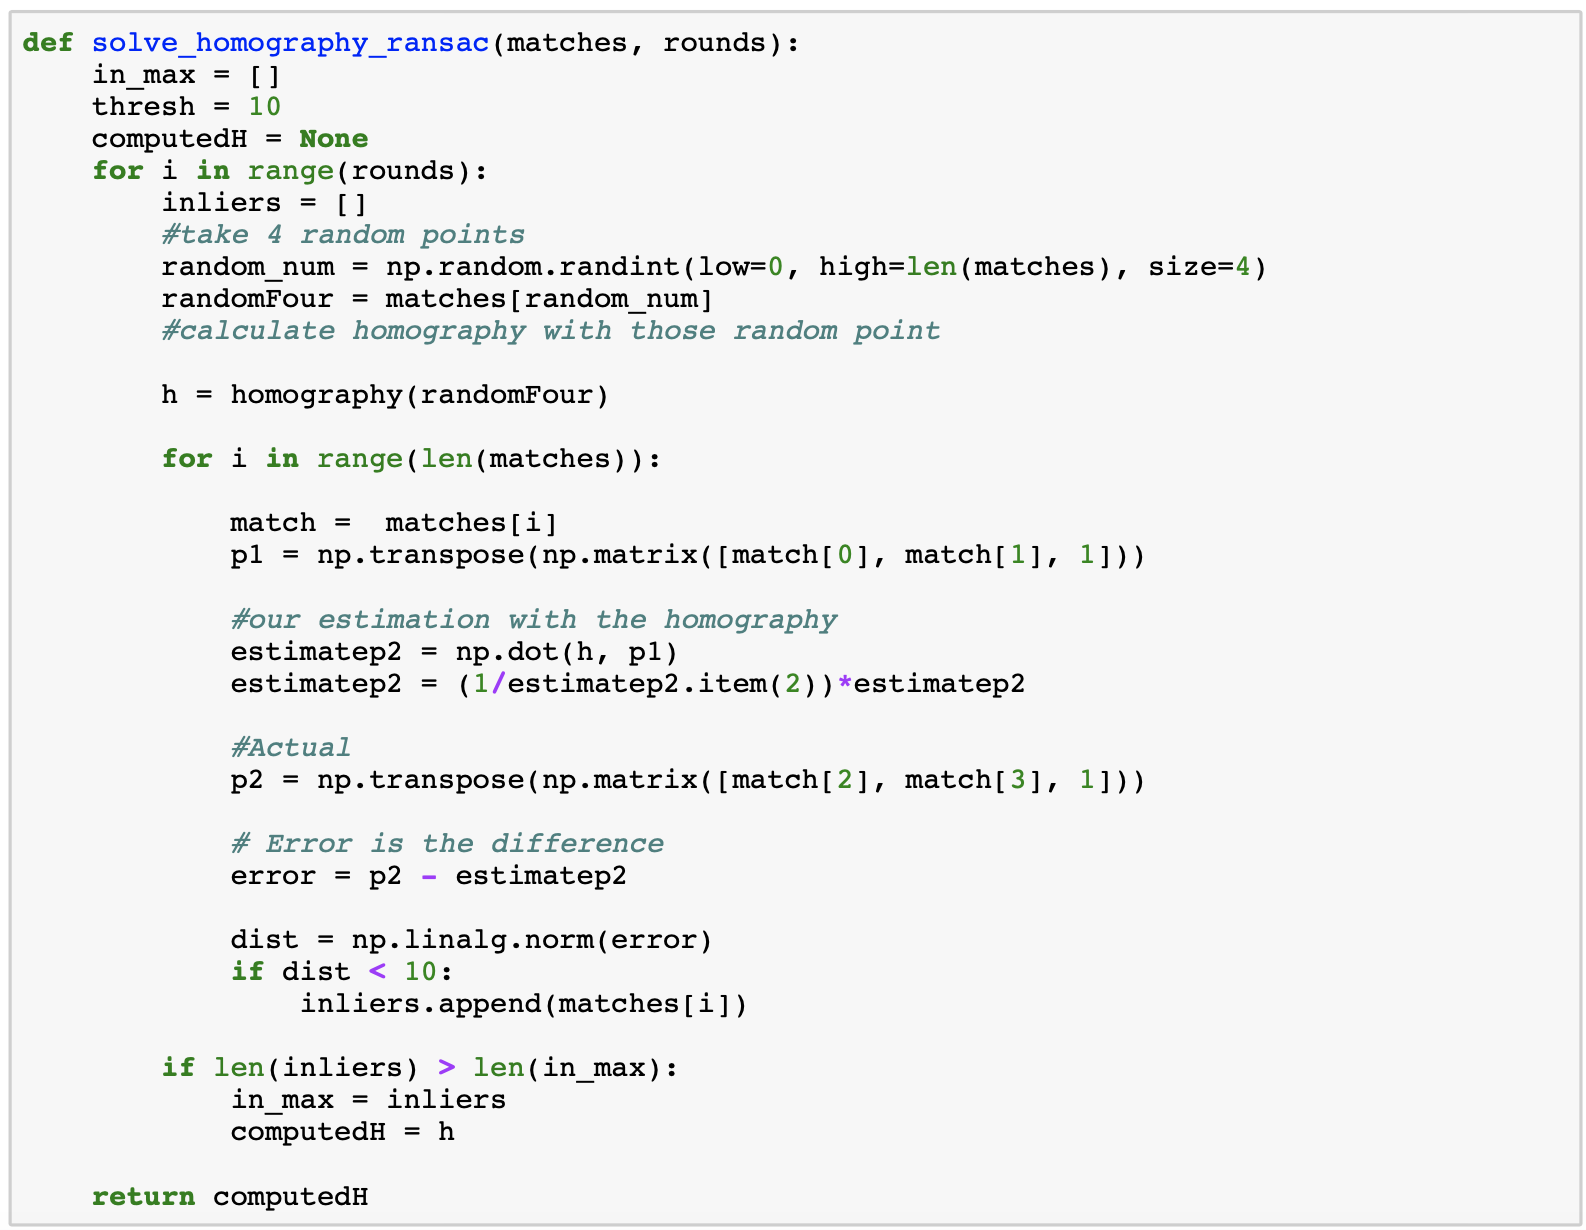 def solve_homography_ransac(matches, rounds):
    in_max = []
    thresh = 10
    computedH = None
    for i in range(rounds):
        inliers = []
        #take 4 random points
        random_num = np.random.randint(low=0, high=len(matches), size=4)
        randomFour = matches[random_num]
        #calculate homography with those random point
        h = homography(randomFour)
        for i in range(len(matches)):
            match =  matches[i]
            p1 = np.transpose(np.matrix([match[0], match[1], 1]))
            #our estimation with the homography
            estimatep2 = np.dot(h, p1)
            estimatep2 = (1/estimatep2.item(2))*estimatep2
            #Actual
            p2 = np.transpose(np.matrix([match[2], match[3], 1]))
            # Error is the difference
            error = p2 - estimatep2
            dist = np.linalg.norm(error)
            if dist < 10:
                inliers.append(matches[i])
        if len(inliers) > len(in_max):
            in_max = inliers
            computedH = h
    return computedH